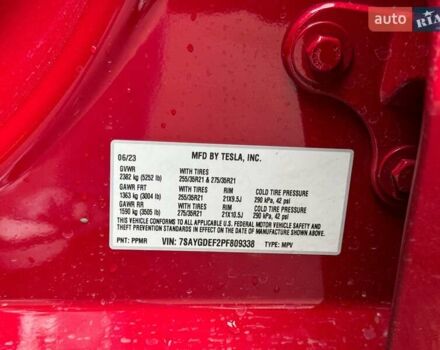 auto RIA
06/23 MFD BY TESLA, INC.
GVWR WITH TIRES
2382 kg (5252 lb) 255/35R21 & 275/35R21
GAWR FRT WITH TIRES RIM COLD TIRE PRESSURE
1363 kg (3004 lb) 255/35R21 21X9.5J 290 kPa, 42 psi
GAWR RR WITH TIRES RIM COLD TIRE PRESSURE
1590 kg (3505 lb) 275/35R21 21X10.5J 290 kPa, 42 psi
THIS VEHICLE CONFORMS TO ALL APPLICABLE U.S. FEDERAL MOTOR VEHICLE
SAFETY AND THEFT PREVENTION STANDARDS IN EFFECT ON THE DATE OF
MANUFACTURE SHOWN ABOVE.
PNT: PPMR VIN: 7SAYGDEF2PF809338 TYPE: MPV